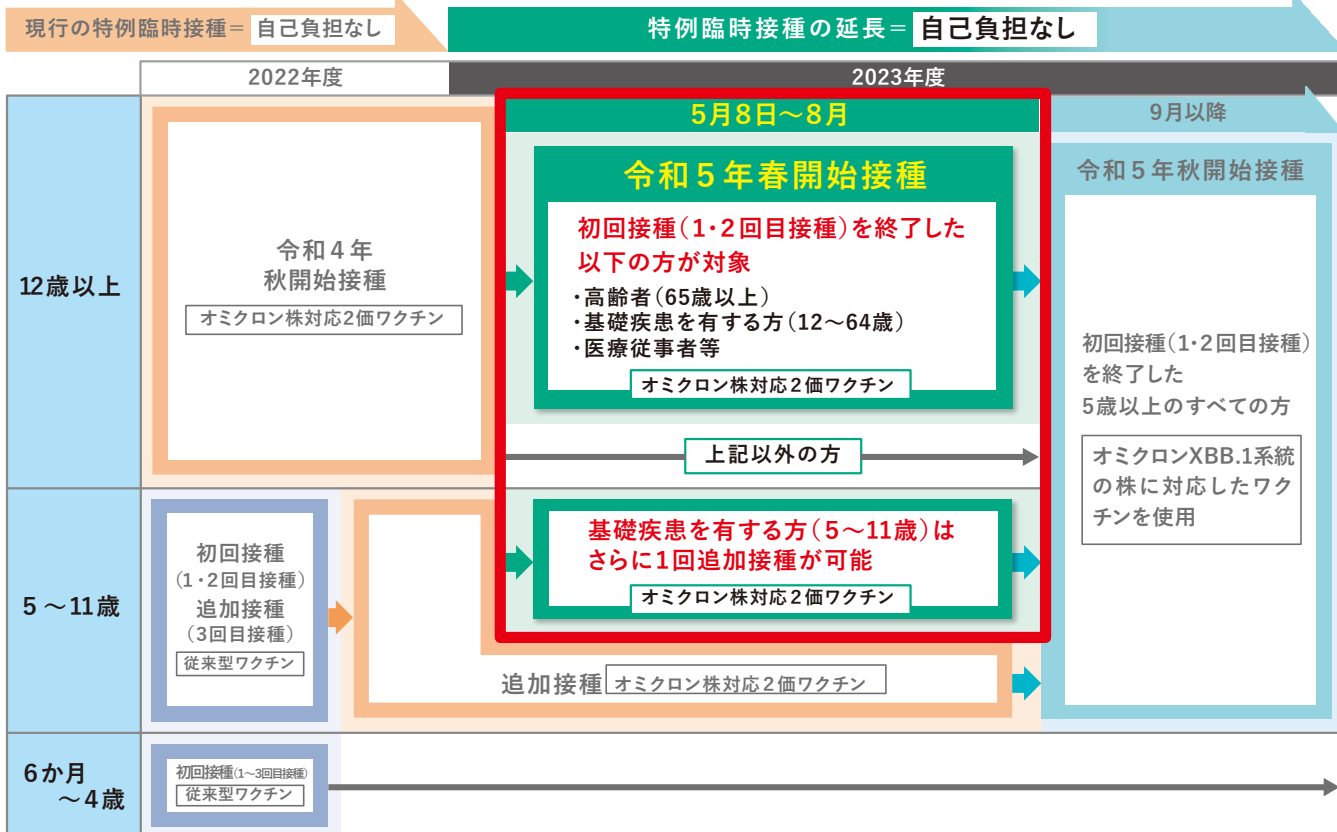 現行の特例臨時接種＝ 自己負担なし
特例臨時接種の延長＝ 自己負担なし
2022年度
2023年度
5月8日～8月
9月以降
12歳以上
令和4年
秋開始接種
オミクロン株対応2価ワクチン
令和5年春開始接種
初回接種（1・2回目接種）を終了した
以下の方が対象
・高齢者（65歳以上）
・基礎疾患を有する方（12～64歳）
・医療従事者等
オミクロン株対応2価ワクチン
上記以外の方
令和5年秋開始接種
初回接種（1・2回目接種）
を終了した
5歳以上のすべての方
オミクロンXBB.1系統
の株に対応したワク
チンを使用
5～11歳
初回接種
（1・2回目接種）
追加接種
（3回目接種）
従来型ワクチン
基礎疾患を有する方（5～11歳）は
さらに1回追加接種が可能
オミクロン株対応2価ワクチン
追加接種 オミクロン株対応2価ワクチン
6か月
～4歳
初回接種（1～3回目接種）
従来型ワクチン